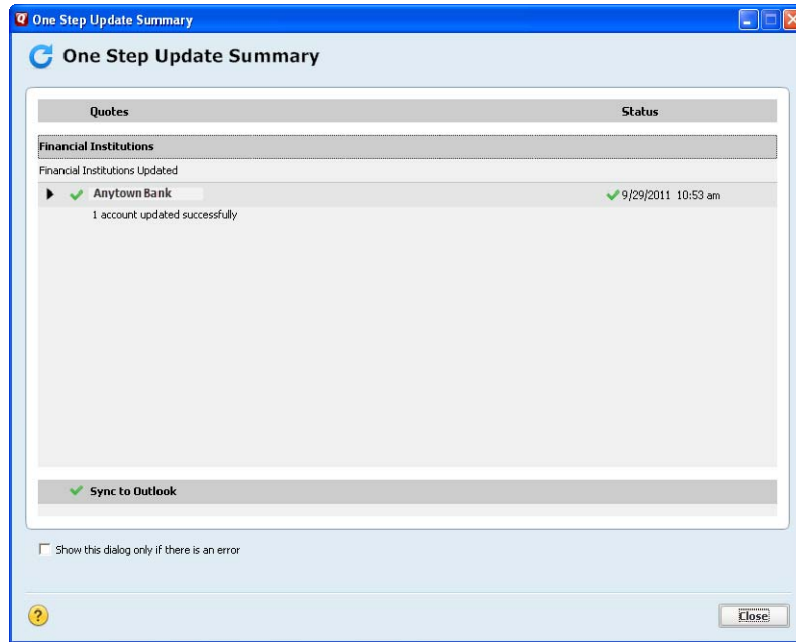 One Step Update Summary
One Step Update Summary
Quotes Status
Financial Institutions
Financial Institutions Updated
Anytown Bank 9/29/2011 10:53 am
1 account updated successfully
Sync to Outlook
Show this dialog only if there is an error
? Close